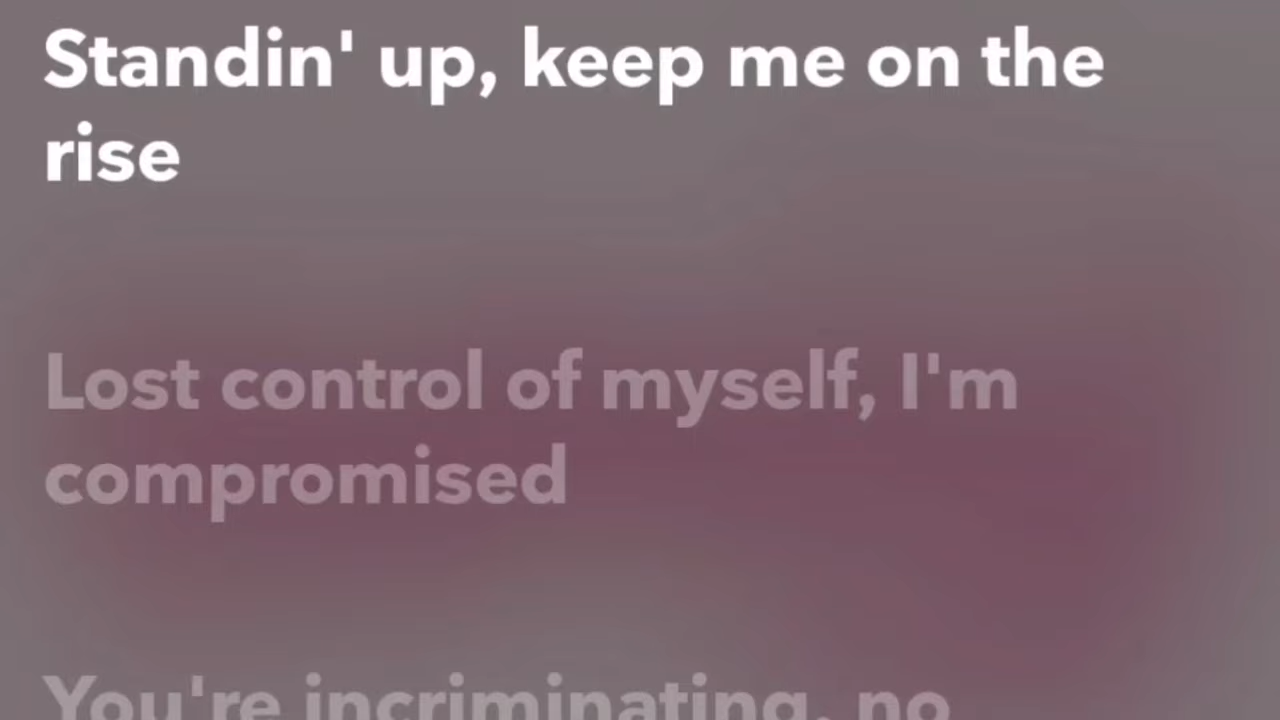 Standin' up, keep me on the
rise
Lost control of myself, I'm
compromised
You're incriminating, no